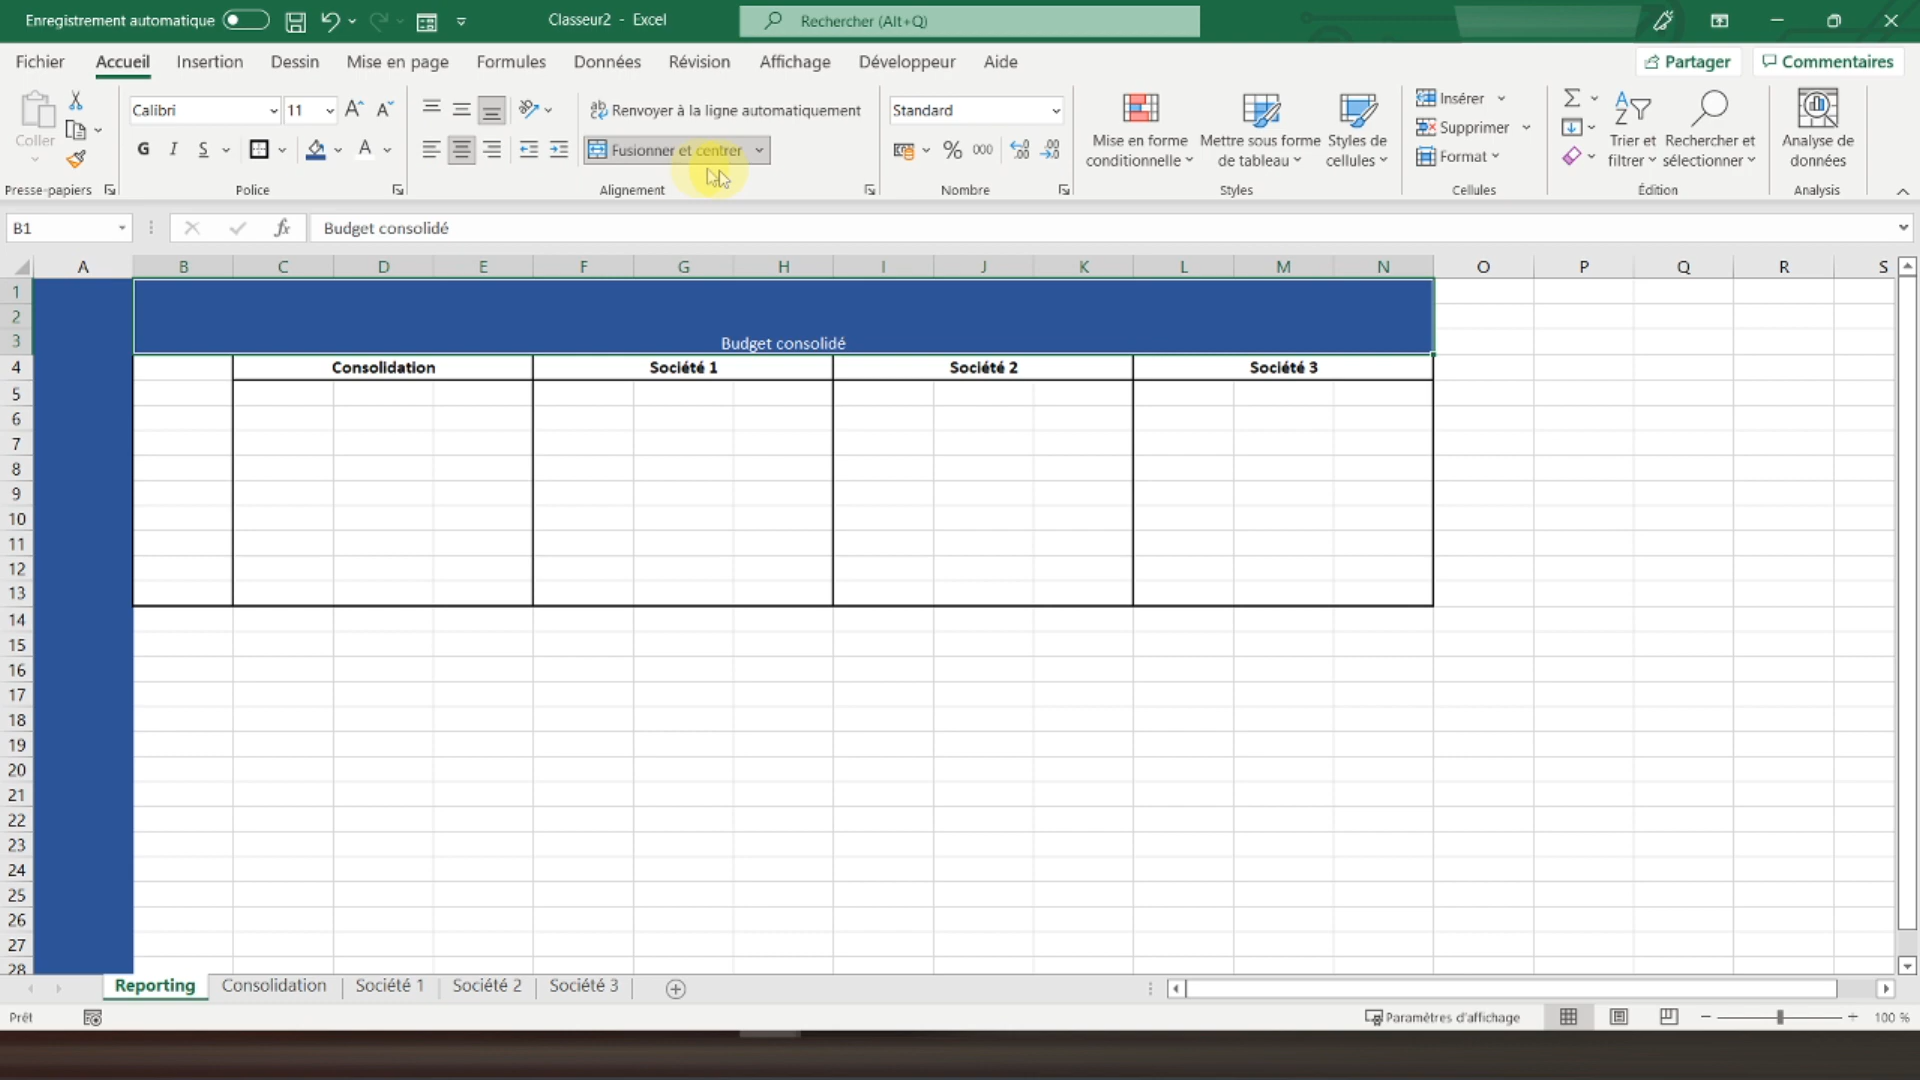 Enregistrement automatique
Classeur2 - Excel
Rechercher (Alt+Q)
Fichier Accueil Insertion Dessin Mise en page Formules Données Révision Affichage Développeur Aide
Partager Commentaires
Coller
Presse-papiers
Calibri 11
G I S A
Police
Renvoyer à la ligne automatiquement
Fusionner et centrer
Alignement
Standard
% 000
Nombre
Mise en forme conditionnelle
Mettre sous forme de tableau
Styles de cellules
Styles
Insérer
Supprimer
Format
Cellules
Trier et filtrer
Rechercher et sélectionner
Édition
Analyse de données
Analysis
B1
fx Budget consolidé
A B C D E F G H I J K L M N O P Q R S
1
2
3 Budget consolidé
4 Consolidation Société 1 Société 2 Société 3
5
6
7
8
9
10
11
12
13
14
15
16
17
18
19
20
21
22
23
24
25
26
27
28
Reporting Consolidation Société 1 Société 2 Société 3
Prêt
Paramètres d'affichage
100 %